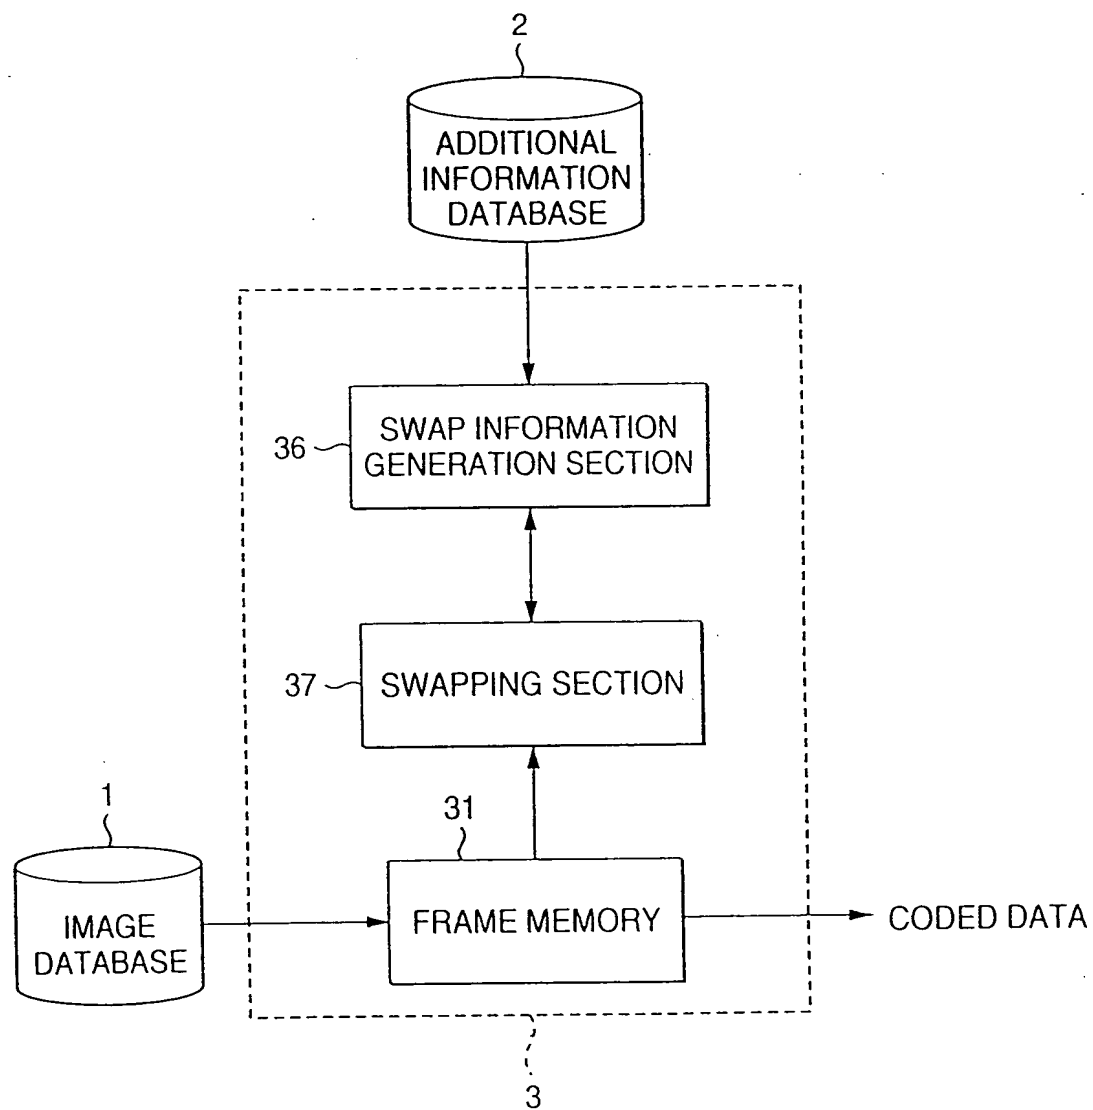 2
ADDITIONAL
INFORMATION
DATABASE
36
SWAP INFORMATION
GENERATION SECTION
37
SWAPPING SECTION
1
31
IMAGE
DATABASE
FRAME MEMORY
CODED DATA
3